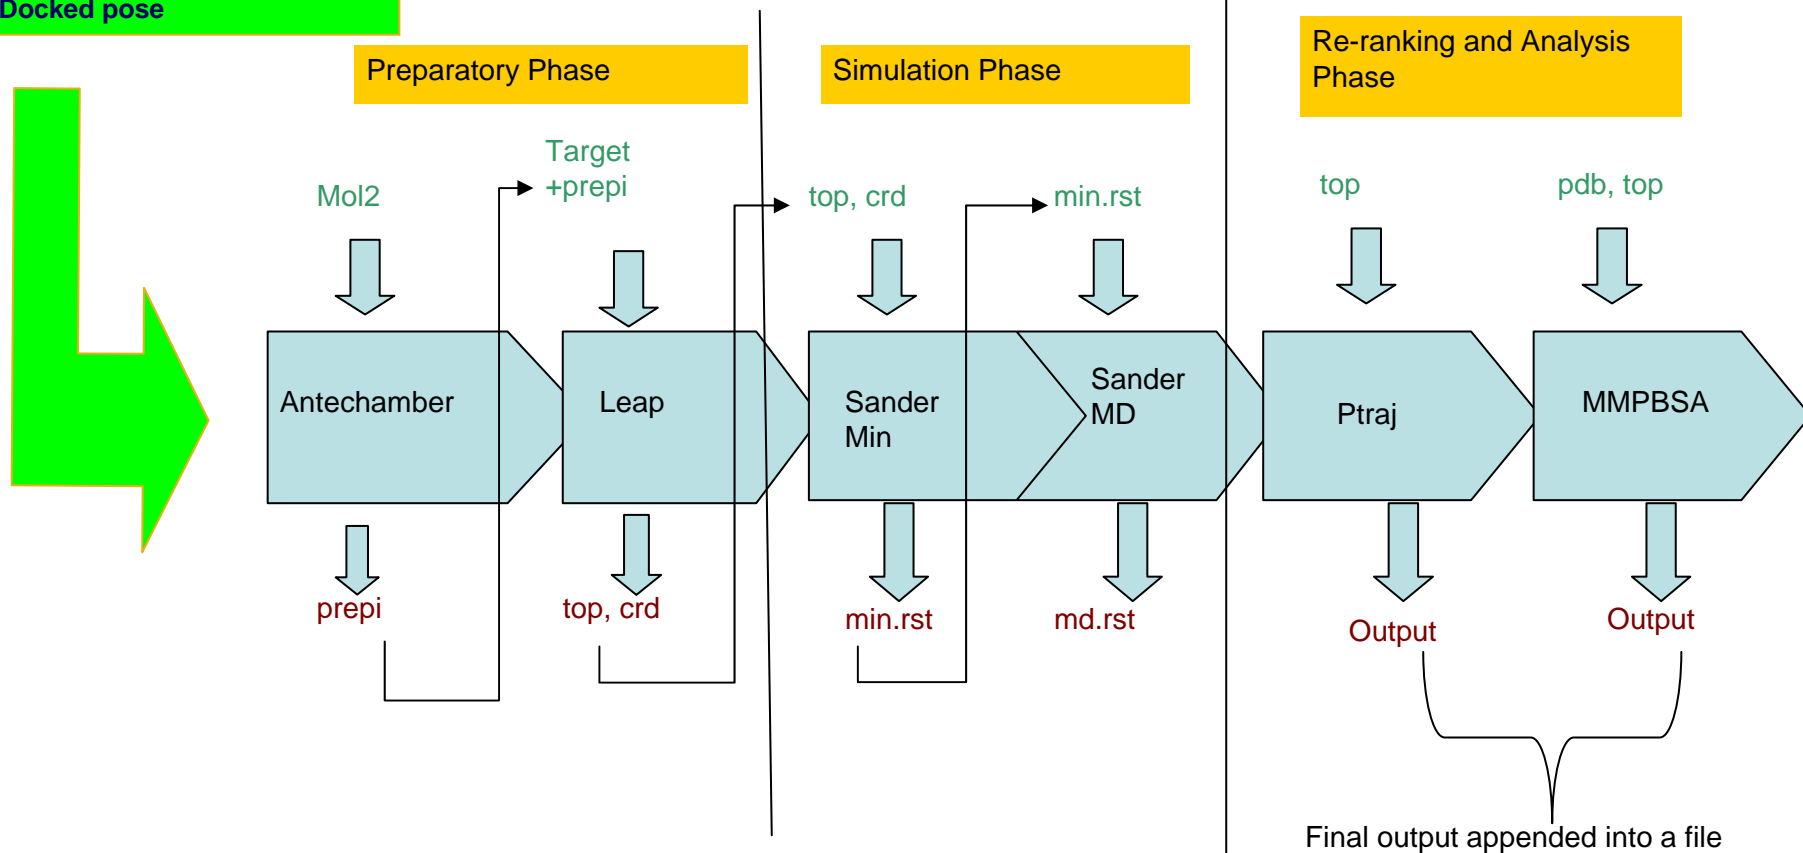 Docked pose
Preparatory Phase
Simulation Phase
Re-ranking and Analysis
Phase
Mol2
Target
+prepi
top, crd
min.rst
top
pdb, top
Antechamber
Leap
Sander
Min
Sander
MD
Ptraj
MMPBSA
prepi
top, crd
min.rst
md.rst
Output
Output
Final output appended into a file